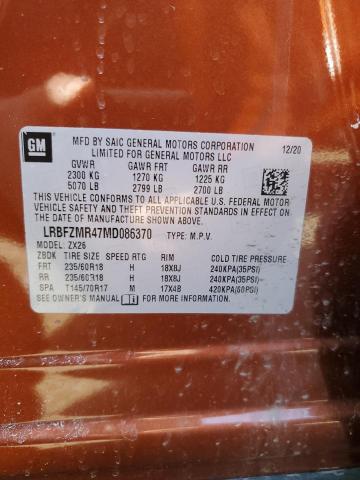 GM
MFD BY SAIC GENERAL MOTORS CORPORATION
LIMITED FOR GENERAL MOTORS LLC
12/20
GVWR GAWR FRT GAWR RR
2300 KG 1270 KG 1225 KG
5070 LB 2799 LB 2700 LB
THIS VEHICLE CONFORMS TO ALL APPLICABLE U.S. FEDERAL MOTOR
VEHICLE SAFETY AND THEFT PREVENTION STANDARDS IN EFFECT
ON THE DATE OF MANUFACTURE SHOWN ABOVE.
LRBFZMR47MD086370 TYPE: M.P.V.
MODEL: ZX26
ZBDK TIRE SIZE SPEED RTG RIM COLD TIRE PRESSURE
FRT 235/60R18 H 18X8J 240KPA(35PSI)
RR 235/60R18 H 18X8J 240KPA(35PSI)
SPA T145/70R17 M 17X4B 420KPA(60PSI)
SEE OWNER'S MANUAL FOR MORE INFORMATION.